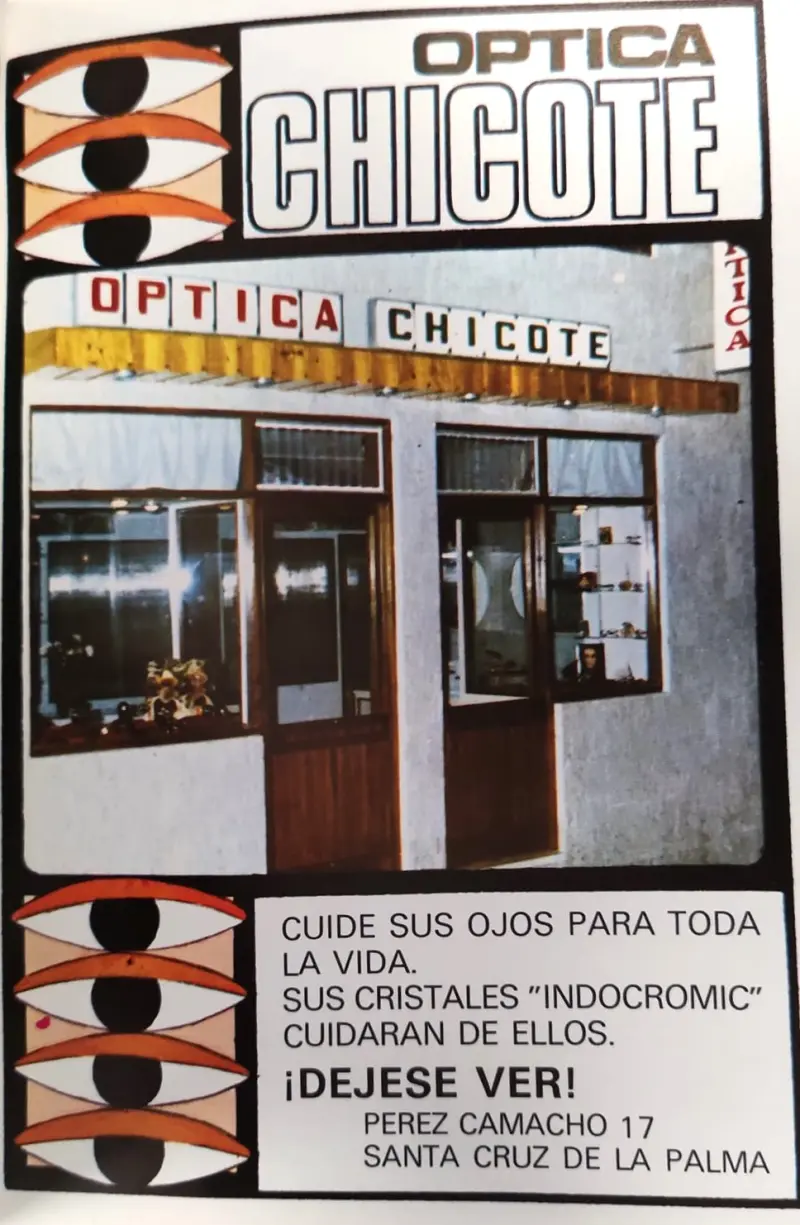 OPTICA
CHICOTE
OPTICA CHICOTE
TICA
CUIDE SUS OJOS PARA TODA
LA VIDA.
SUS CRISTALES "INDOCROMIC"
CUIDARAN DE ELLOS.
¡DEJESE VER!
PEREZ CAMACHO 17
SANTA CRUZ DE LA PALMA